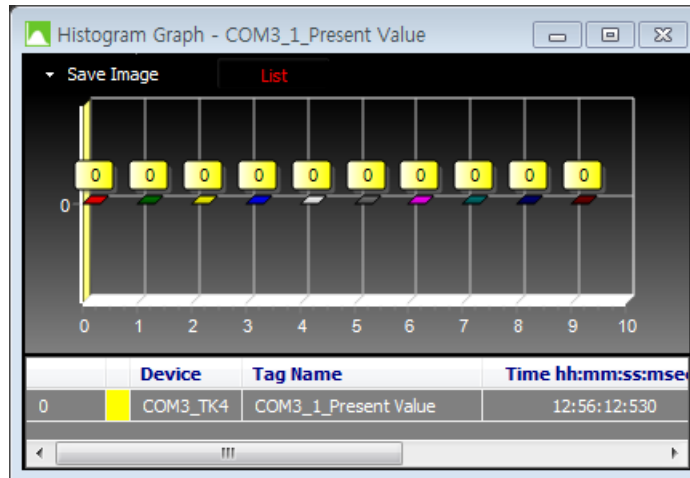 Histogram Graph - COM3_1_Present Value
Save Image List
0 0 0 0 0 0 0 0 0 0
0
0 1 2 3 4 5 6 7 8 9 10
Device Tag Name Time hh:mm:ss:msec
0 COM3_TK4 COM3_1_Present Value 12:56:12:530